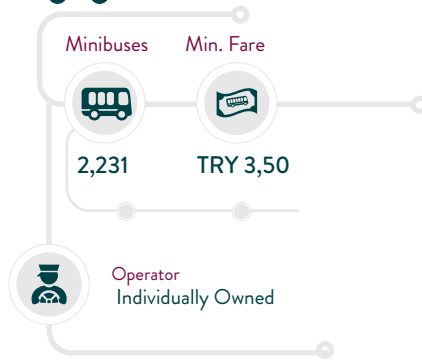 Minibuses Min. Fare
2,231 TRY 3,50
Operator
Individually Owned